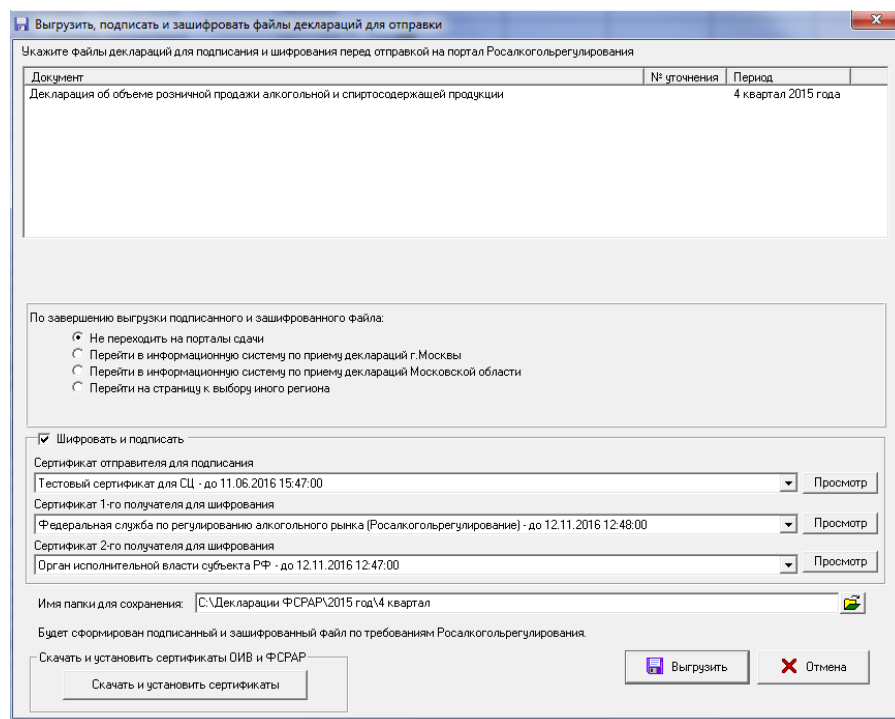 Выгрузить, подписать и зашифровать файлы деклараций для отправки
Укажите файлы деклараций для подписания и шифрования перед отправкой на портал Росалкогольрегулирования
Документ № уточнения Период
Декларация об объеме розничной продажи алкогольной и спиртосодержащей продукции 4 квартал 2015 года
По завершению выгрузки подписанного и зашифрованного файла:
Не переходить на порталы сдачи
Перейти в информационную систему по приему деклараций г.Москвы
Перейти в информационную систему по приему деклараций Московской области
Перейти на страницу к выбору иного региона
Шифровать и подписать
Сертификат отправителя для подписания
Тестовый сертификат для СЦ - до 11.06.2016 15:47:00 Просмотр
Сертификат 1-го получателя для шифрования
Федеральная служба по регулированию алкогольного рынка (Росалкогольрегулирование) - до 12.11.2016 12:48:00 Просмотр
Сертификат 2-го получателя для шифрования
Орган исполнительной власти субъекта РФ - до 12.11.2016 12:47:00 Просмотр
Имя папки для сохранения: C:\Декларации ФСРАР\2015 год\4 квартал
Будет сформирован подписанный и зашифрованный файл по требованиям Росалкогольрегулирования.
Скачать и установить сертификаты ОИВ и ФСРАР
Скачать и установить сертификаты
Выгрузить
Отмена